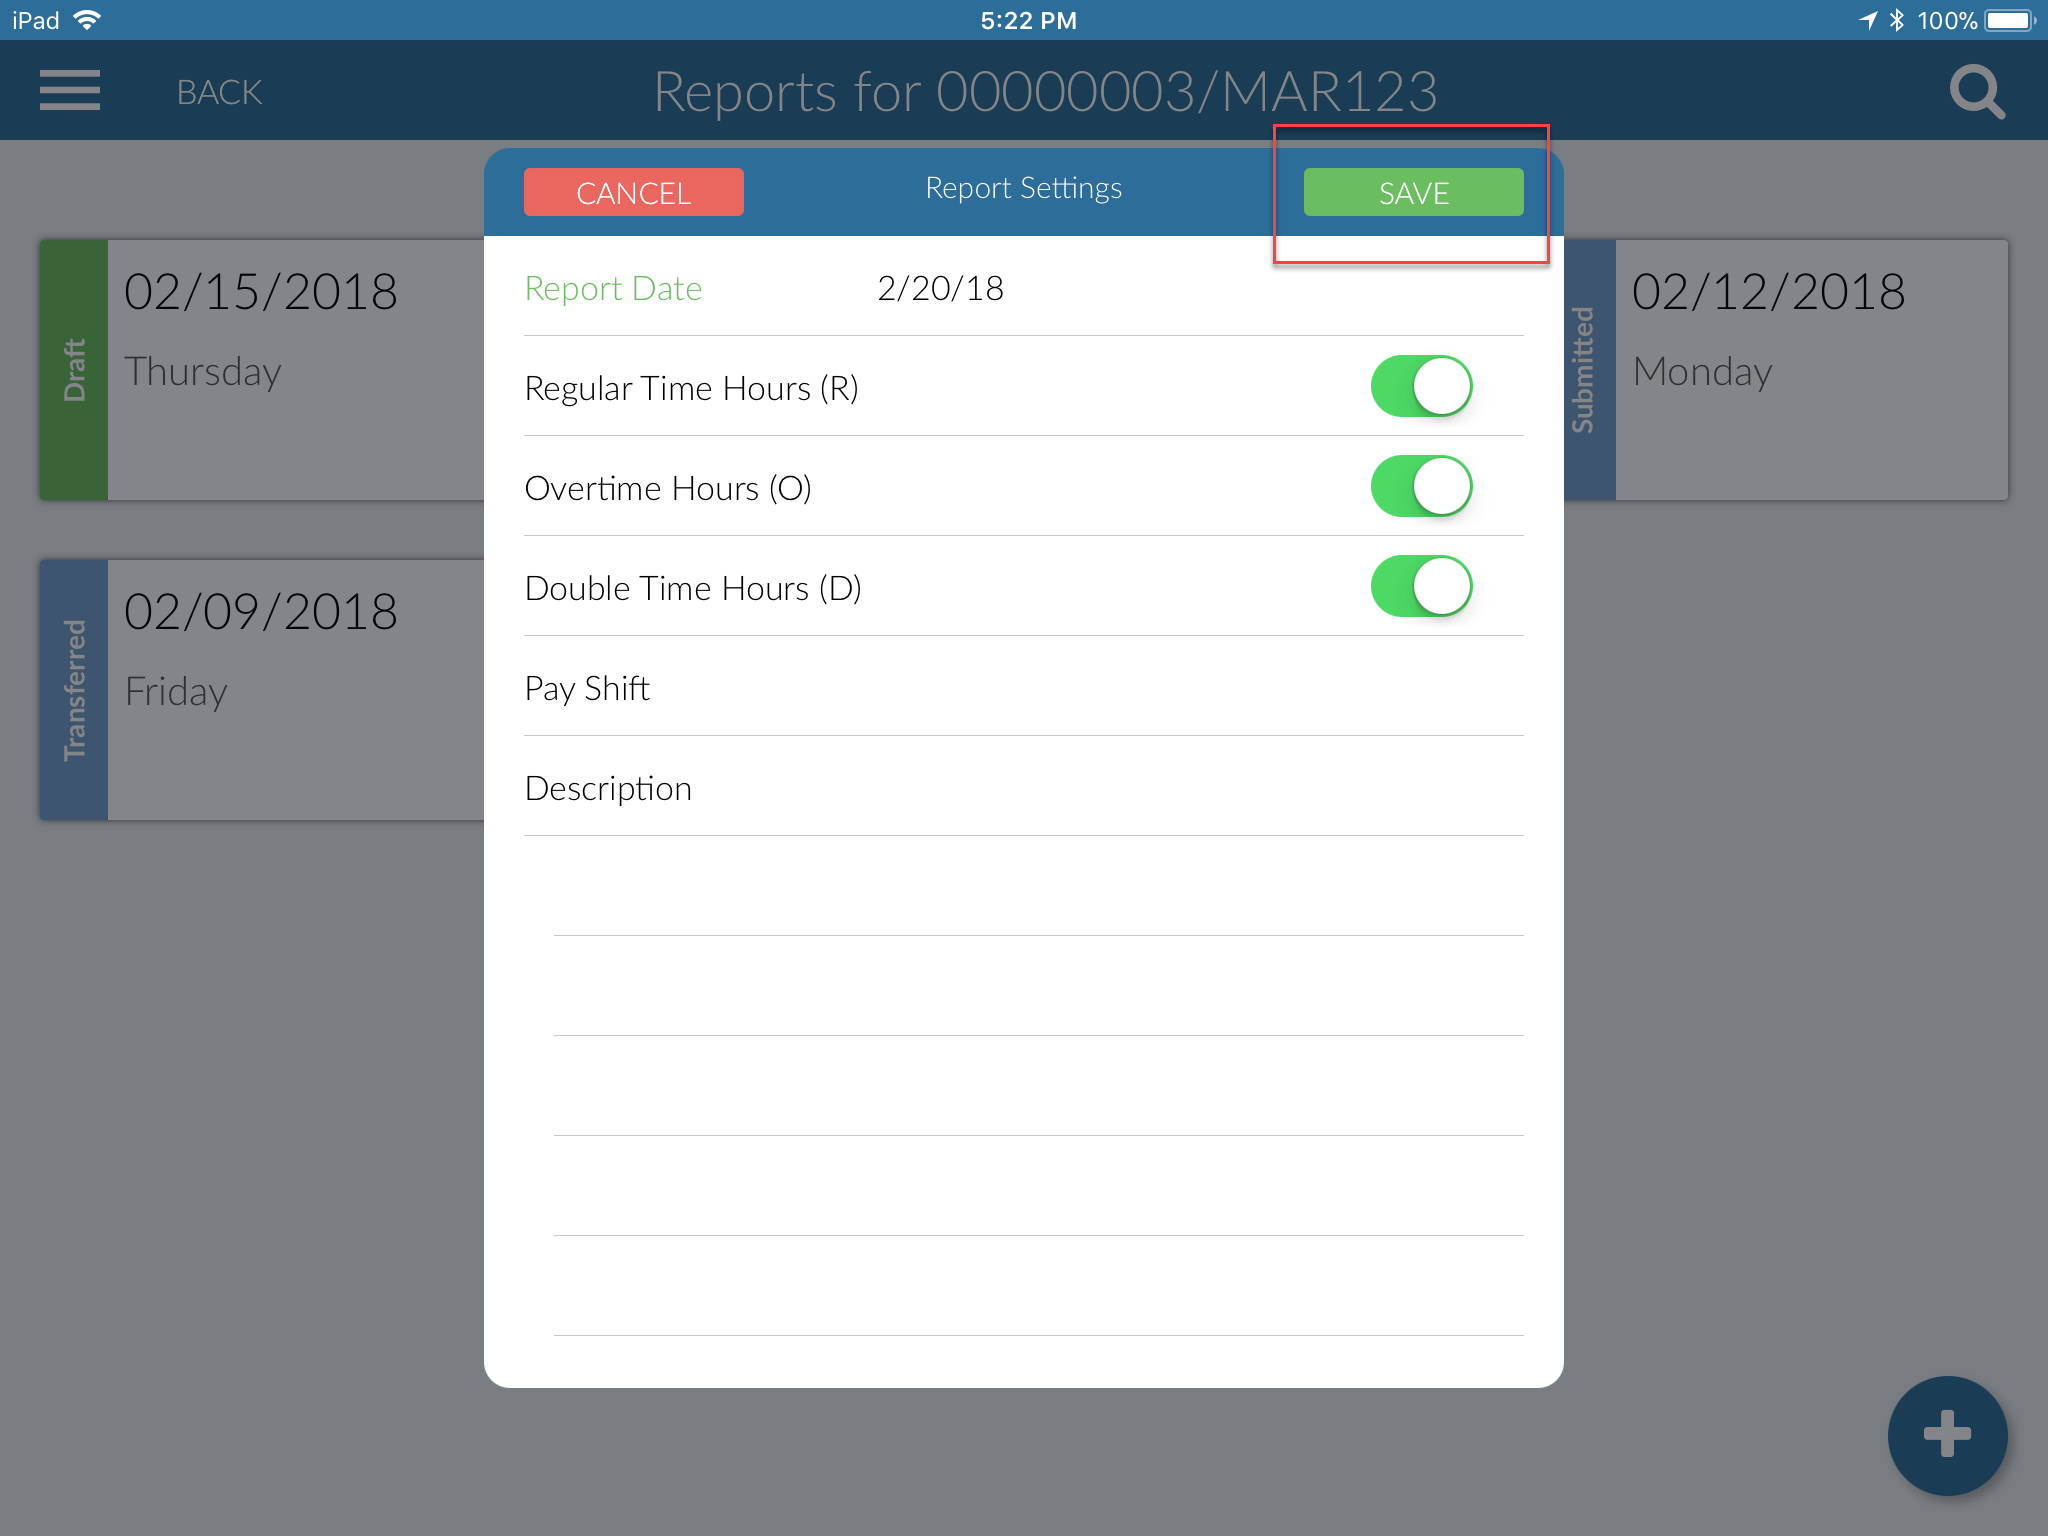 iPad 5:22 PM 100%
BACK Reports for 00000003/MAR123
CANCEL Report Settings SAVE
Report Date 2/20/18
Regular Time Hours (R)
Overtime Hours (O)
Double Time Hours (D)
Pay Shift
Description
Draft
02/15/2018
Thursday
Submitted
02/12/2018
Monday
Transferred
02/09/2018
Friday